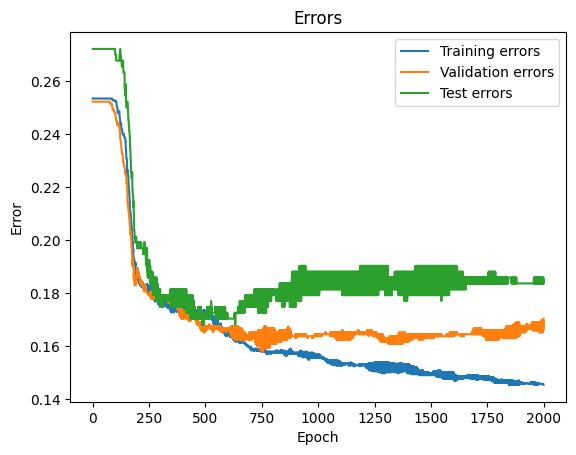 Errors
Training errors
Validation errors
Test errors
0.26
0.24
0.22
0.20
0.18
0.16
0.14
Error
0 250 500 750 1000 1250 1500 1750 2000
Epoch